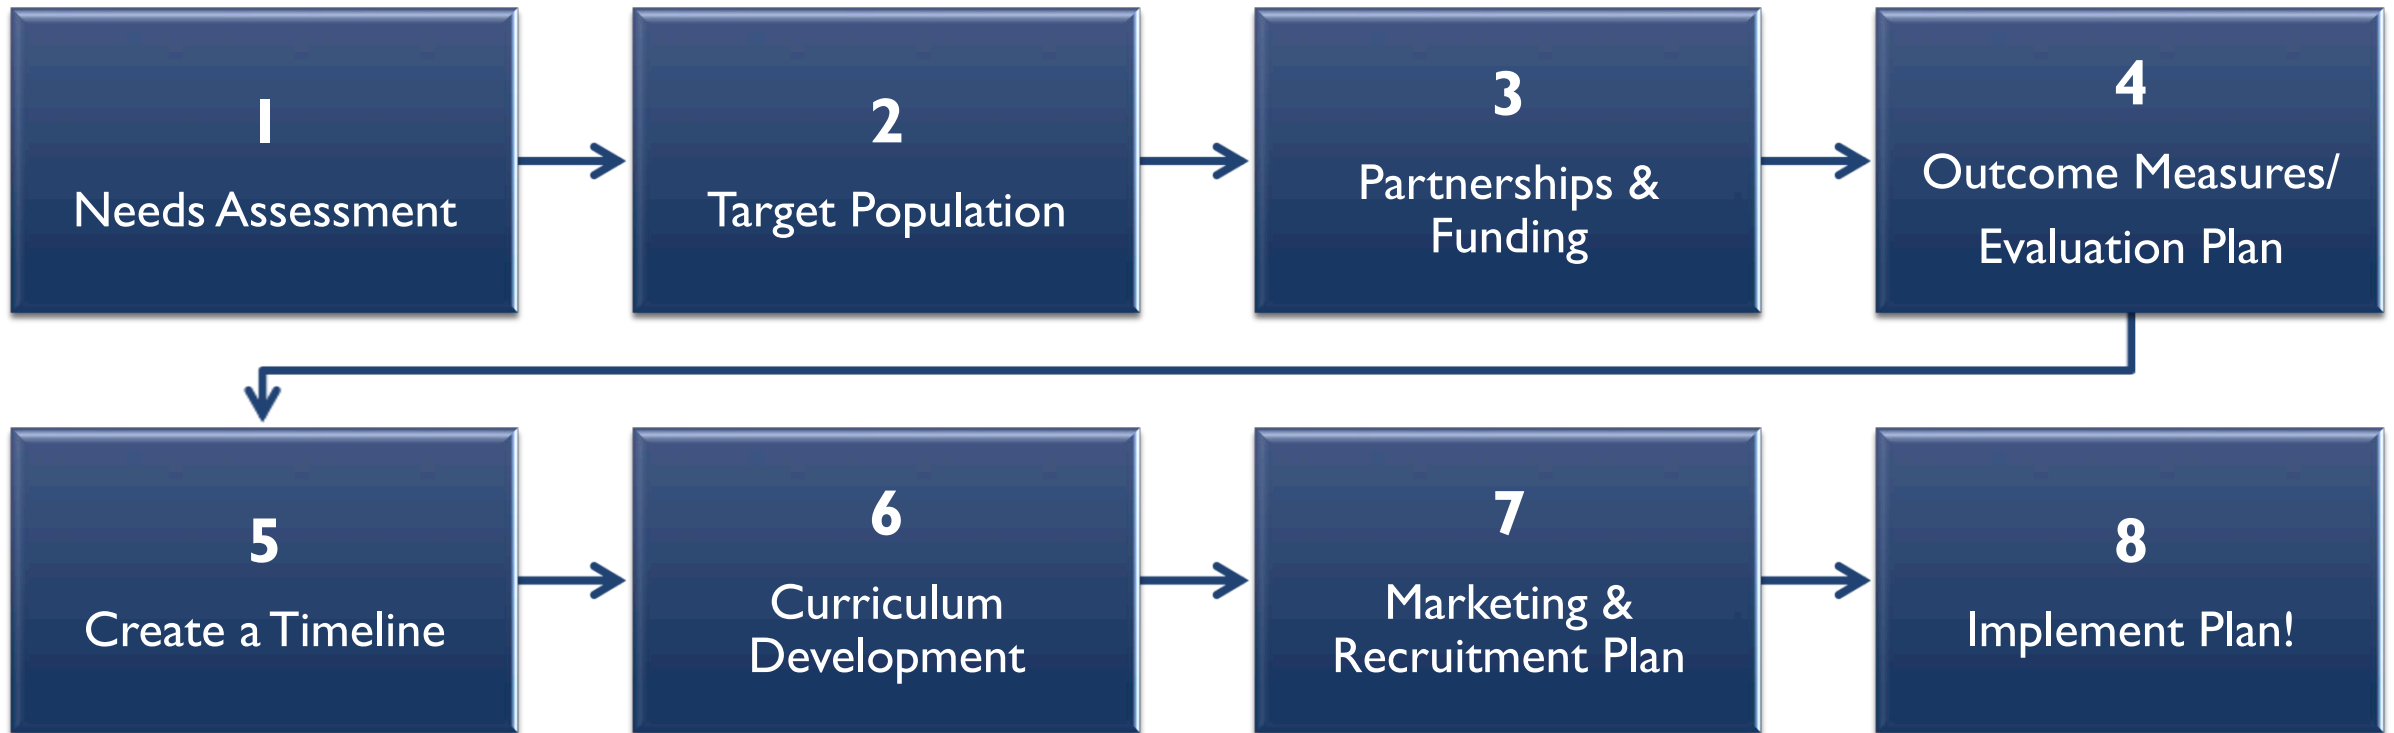 1
Needs Assessment
2
Target Population
3
Partnerships &
Funding
4
Outcome Measures/
Evaluation Plan
5
Create a Timeline
6
Curriculum
Development
7
Marketing &
Recruitment Plan
8
Implement Plan!